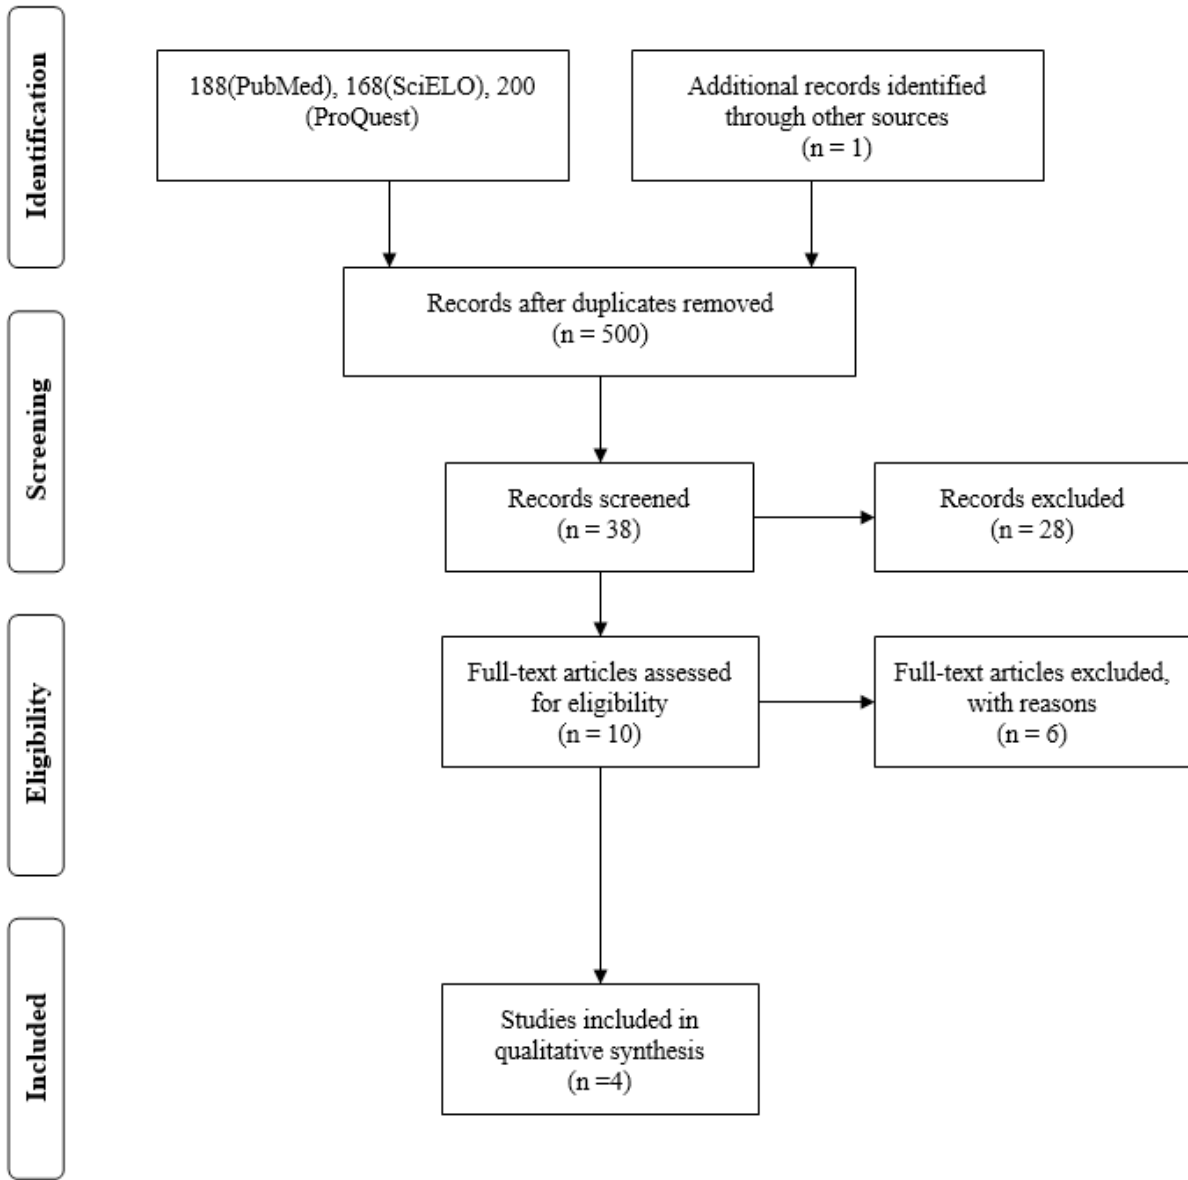 Identification
188(PubMed), 168(SciELO), 200
(ProQuest)
Additional records identified
through other sources
(n = 1)
Records after duplicates removed
(n = 500)
Screening
Records screened
(n = 38)
Records excluded
(n = 28)
Eligibility
Full-text articles assessed
for eligibility
(n = 10)
Full-text articles excluded,
with reasons
(n = 6)
Included
Studies included in
qualitative synthesis
(n =4)